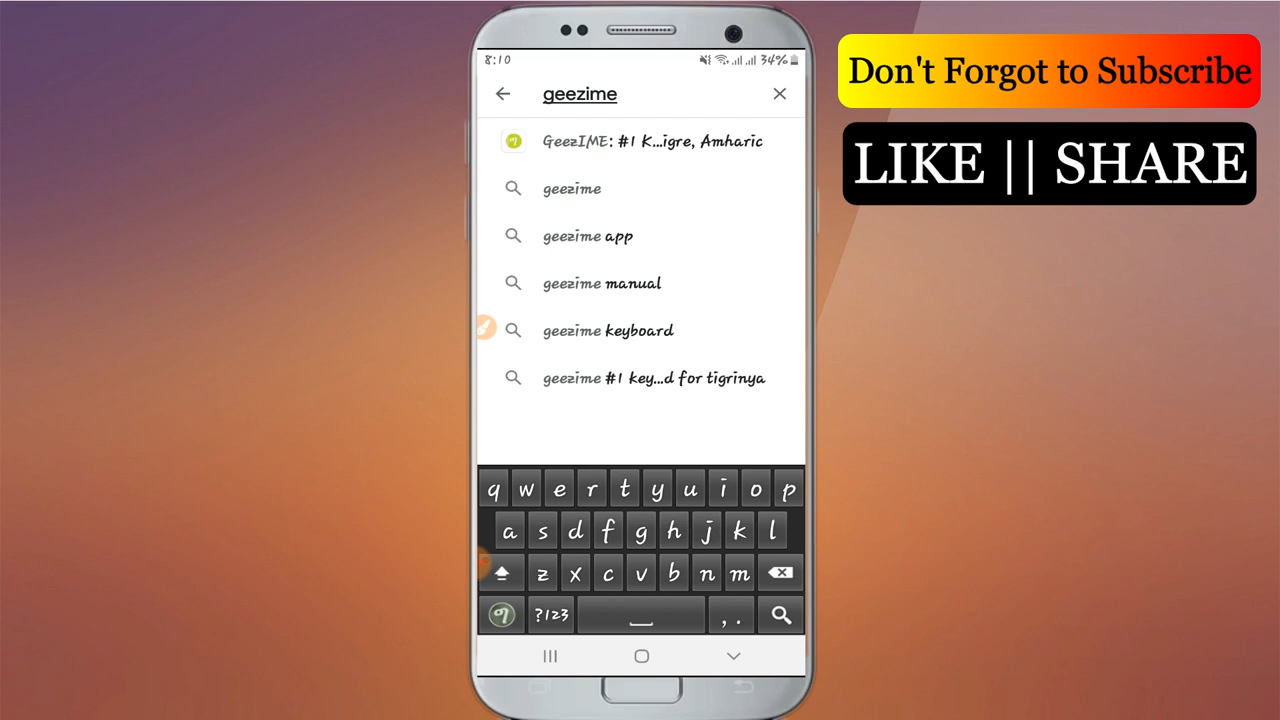 8:10 34%
geezime
GeezIME: #1 K...igre, Amharic
geezime
geezime app
geezime manual
geezime keyboard
geezime #1 key...d for tigrinya
q w e r t y u i o p
a s d f g h j k l
z x c v b n m
ግ ?123 , .
Don't Forgot to Subscribe
LIKE || SHARE